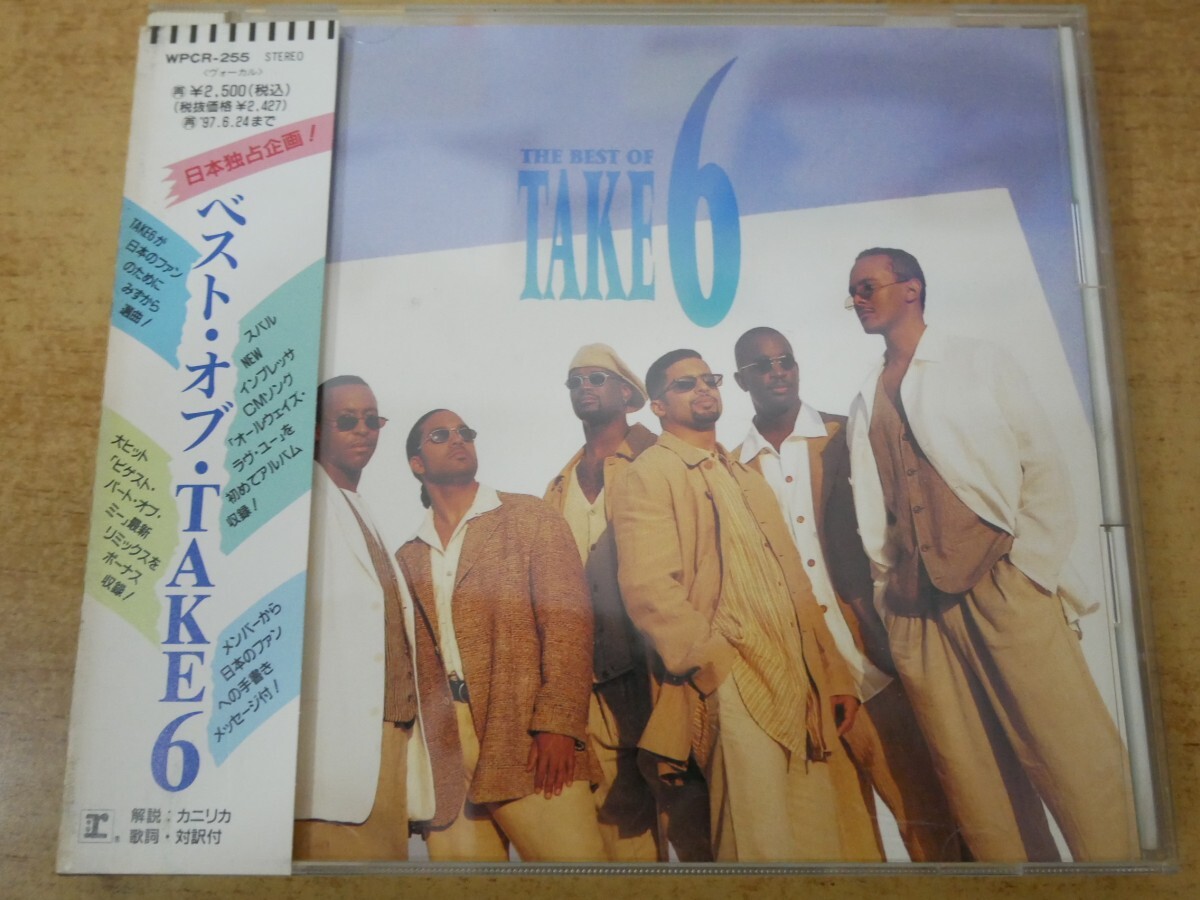 WPCR-255 STEREO
〈ヴォーカル〉
㊐¥2,500(税込)
(税抜価格¥2,427)
'97.6.24まで
日本独占企画!
ベスト・オブ・TAKE 6
TAKE6が
日本のファン
のために
みずから
選曲!
スバル
NEW
インプレッサ
CMソング
「オールウェイズ・
ラヴ・ユー」を
初めてアルバム
収録!
大ヒット
「ビゲスト・
パート・オブ・
ミー」最新
リミックスを
ボーナス
収録!
メンバーから
日本のファン
への手書き
メッセージ付!
r
解説:カニリカ
歌詞・対訳付
THE BEST OF
TAKE 6